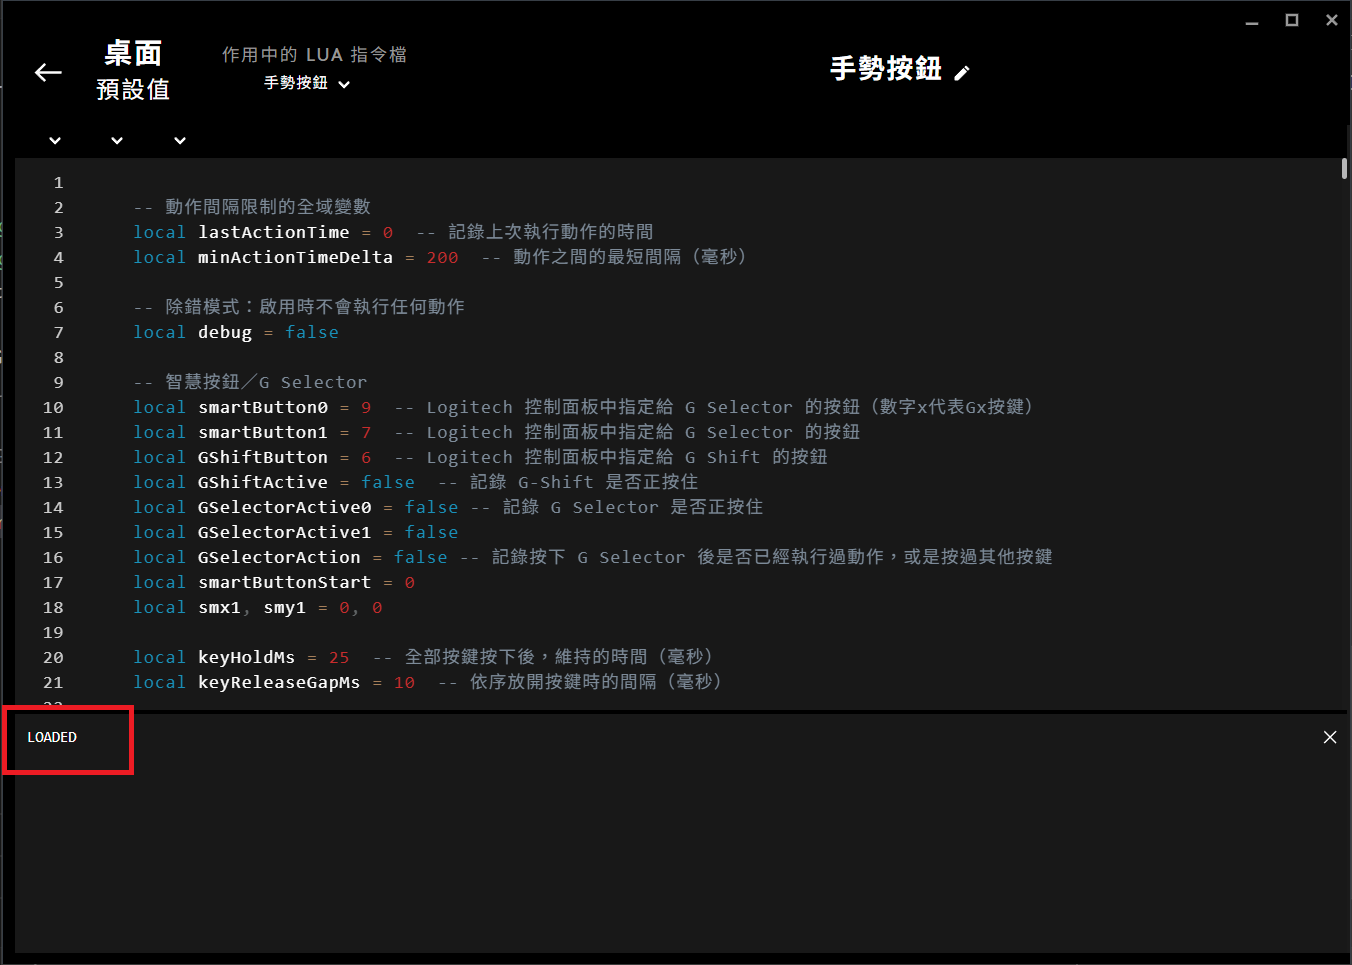 桌面
預設值
作用中的 LUA 指令檔
手勢按鈕
手勢按鈕
1
2 -- 動作間隔限制的全域變數
3 local lastActionTime = 0 -- 記錄上次執行動作的時間
4 local minActionTimeDelta = 200 -- 動作之間的最短間隔（毫秒）
5
6 -- 除錯模式：啟用時不會執行任何動作
7 local debug = false
8
9 -- 智慧按鈕／G Selector
10 local smartButton0 = 9 -- Logitech 控制面板中指定給 G Selector 的按鈕（數字x代表Gx按鍵）
11 local smartButton1 = 7 -- Logitech 控制面板中指定給 G Selector 的按鈕
12 local GShiftButton = 6 -- Logitech 控制面板中指定給 G Shift 的按鈕
13 local GShiftActive = false -- 記錄 G-Shift 是否正按住
14 local GSelectorActive0 = false -- 記錄 G Selector 是否正按住
15 local GSelectorActive1 = false
16 local GSelectorAction = false -- 記錄按下 G Selector 後是否已經執行過動作，或是按過其他按鍵
17 local smartButtonStart = 0
18 local smx1, smy1 = 0, 0
19
20 local keyHoldMs = 25 -- 全部按鍵按下後，維持的時間（毫秒）
21 local keyReleaseGapMs = 10 -- 依序放開按鍵時的間隔（毫秒）
LOADED